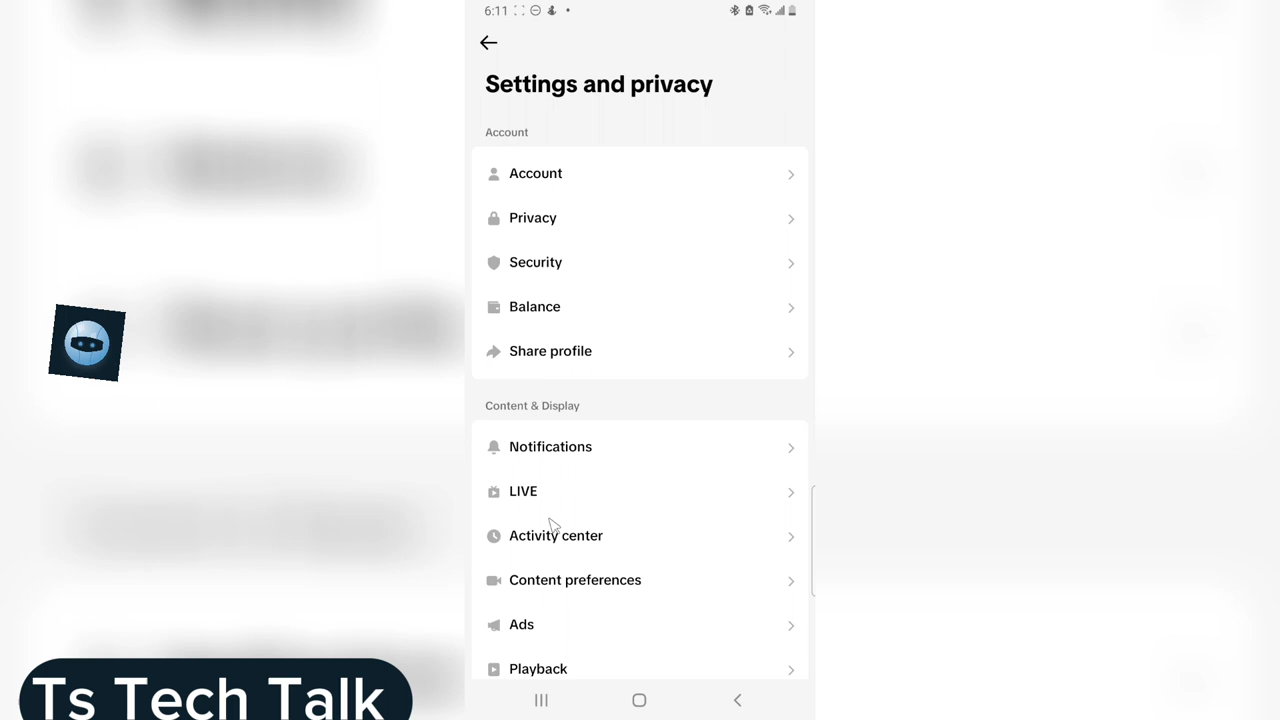 6:11
Settings and privacy
Account
Account
Privacy
Security
Balance
Share profile
Content & Display
Notifications
LIVE
Activity center
Content preferences
Ads
Playback
Ts Tech Talk